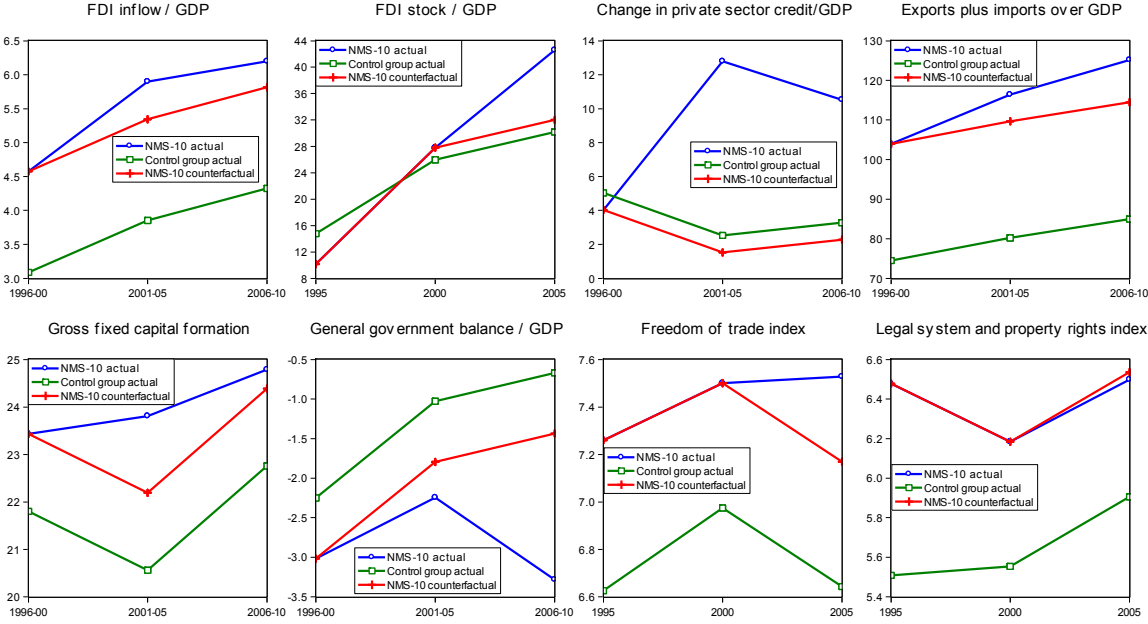 FDI inflow / GDP
6.5
6.0
5.5
5.0
4.5
4.0
3.5
3.0
1996-00 2001-05 2006-10
NMS-10 actual
Control group actual
NMS-10 counterfactual
FDI stock / GDP
44
40
36
32
28
24
20
16
12
8
1995 2000 2005
NMS-10 actual
Control group actual
NMS-10 counterfactual
Change in private sector credit/GDP
14
12
10
8
6
4
2
0
1996-00 2001-05 2006-10
NMS-10 actual
Control group actual
NMS-10 counterfactual
Exports plus imports over GDP
130
120
110
100
90
80
70
1996-00 2001-05 2006-10
NMS-10 actual
Control group actual
NMS-10 counterfactual
Gross fixed capital formation
25
24
23
22
21
20
1996-00 2001-05 2006-10
NMS-10 actual
Control group actual
NMS-10 counterfactual
General government balance / GDP
-0.5
-1.0
-1.5
-2.0
-2.5
-3.0
-3.5
1996-00 2001-05 2006-10
NMS-10 actual
Control group actual
NMS-10 counterfactual
Freedom of trade index
7.6
7.4
7.2
7.0
6.8
6.6
1995 2000 2005
NMS-10 actual
Control group actual
NMS-10 counterfactual
Legal system and property rights index
6.6
6.4
6.2
6.0
5.8
5.6
5.4
1995 2000 2005
NMS-10 actual
Control group actual
NMS-10 counterfactual